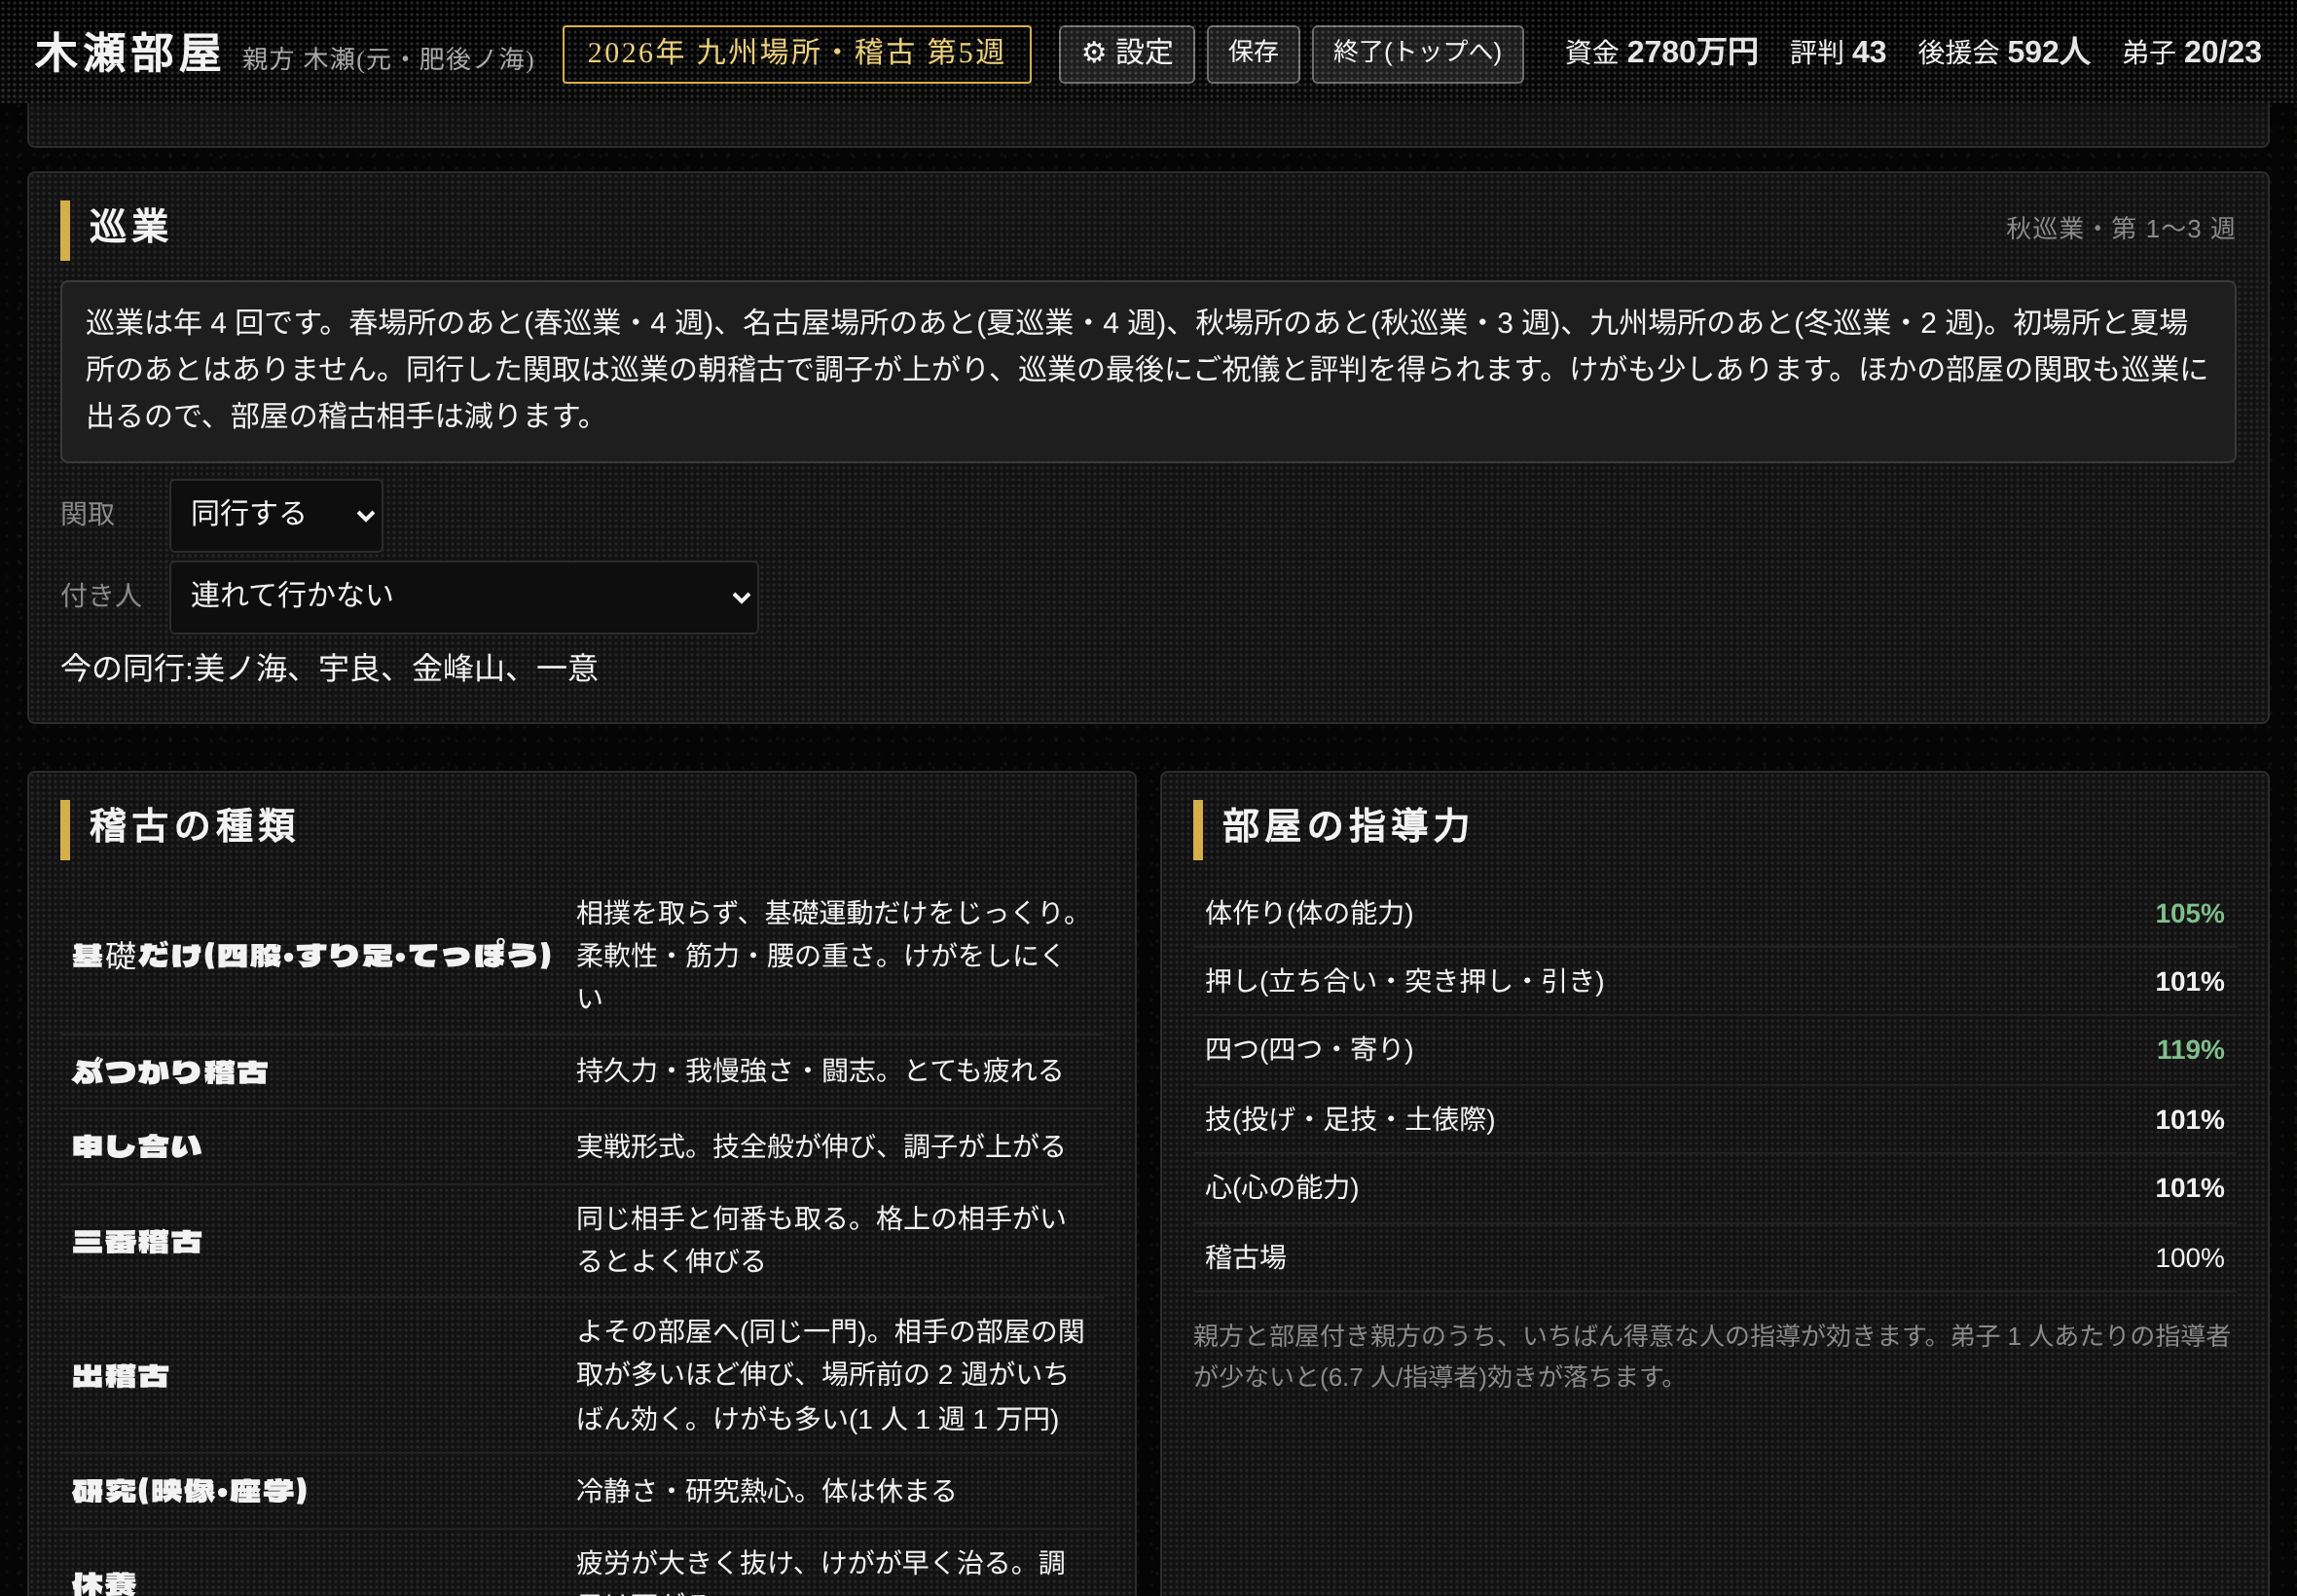 木瀬部屋 親方 木瀬(元・肥後ノ海) 2026年 九州場所・稽古 第5週 ⚙ 設定 保存 終了(トップへ) 資金 2780万円 評判 43 後援会 592人 弟子 20/23
巡業 秋巡業・第 1〜3 週
巡業は年 4 回です。春場所のあと(春巡業・4 週)、名古屋場所のあと(夏巡業・4 週)、秋場所のあと(秋巡業・3 週)、九州場所のあと(冬巡業・2 週)。初場所と夏場
所のあとはありません。同行した関取は巡業の朝稽古で調子が上がり、巡業の最後にご祝儀と評判を得られます。けがも少しあります。ほかの部屋の関取も巡業に
出るので、部屋の稽古相手は減ります。
関取 同行する
付き人 連れて行かない
今の同行:美ノ海、宇良、金峰山、一意
稽古の種類
基礎だけ(四股・すり足・てっぽう)
相撲を取らず、基礎運動だけをじっくり。
柔軟性・筋力・腰の重さ。けがをしにく
い
ぶつかり稽古 持久力・我慢強さ・闘志。とても疲れる
申し合い 実戦形式。技全般が伸び、調子が上がる
三番稽古
同じ相手と何番も取る。格上の相手がい
るとよく伸びる
出稽古
よその部屋へ(同じ一門)。相手の部屋の関
取が多いほど伸び、場所前の 2 週がいち
ばん効く。けがも多い(1 人 1 週 1 万円)
研究(映像・座学) 冷静さ・研究熱心。体は休まる
休養
疲労が大きく抜け、けがが早く治る。調
部屋の指導力
体作り(体の能力) 105%
押し(立ち合い・突き押し・引き) 101%
四つ(四つ・寄り) 119%
技(投げ・足技・土俵際) 101%
心(心の能力) 101%
稽古場 100%
親方と部屋付き親方のうち、いちばん得意な人の指導が効きます。弟子 1 人あたりの指導者
が少ないと(6.7 人/指導者)効きが落ちます。